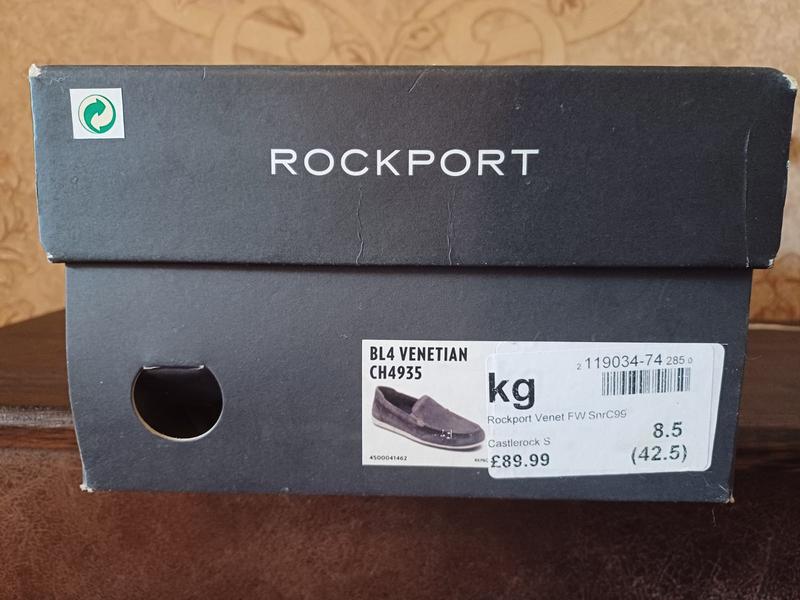 ROCKPORT
BL4 VENETIAN
CH4935
4500041462
2 119034-74 285 0
kg
Rockport Venet FW SnrC99
Castlerock S
£89.99
8.5
(42.5)